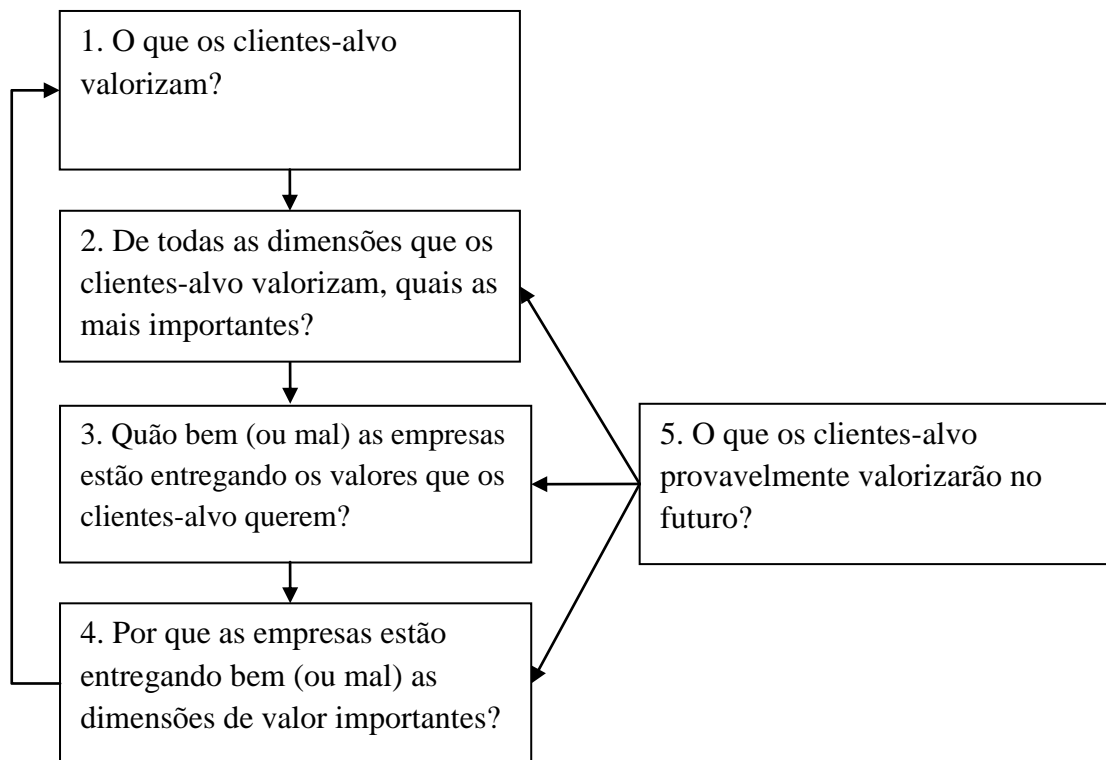 1. O que os clientes-alvo
valorizam?
2. De todas as dimensões que os
clientes-alvo valorizam, quais as
mais importantes?
3. Quão bem (ou mal) as empresas
estão entregando os valores que os
clientes-alvo querem?
5. O que os clientes-alvo
provavelmente valorizarão no
futuro?
4. Por que as empresas estão
entregando bem (ou mal) as
dimensões de valor importantes?